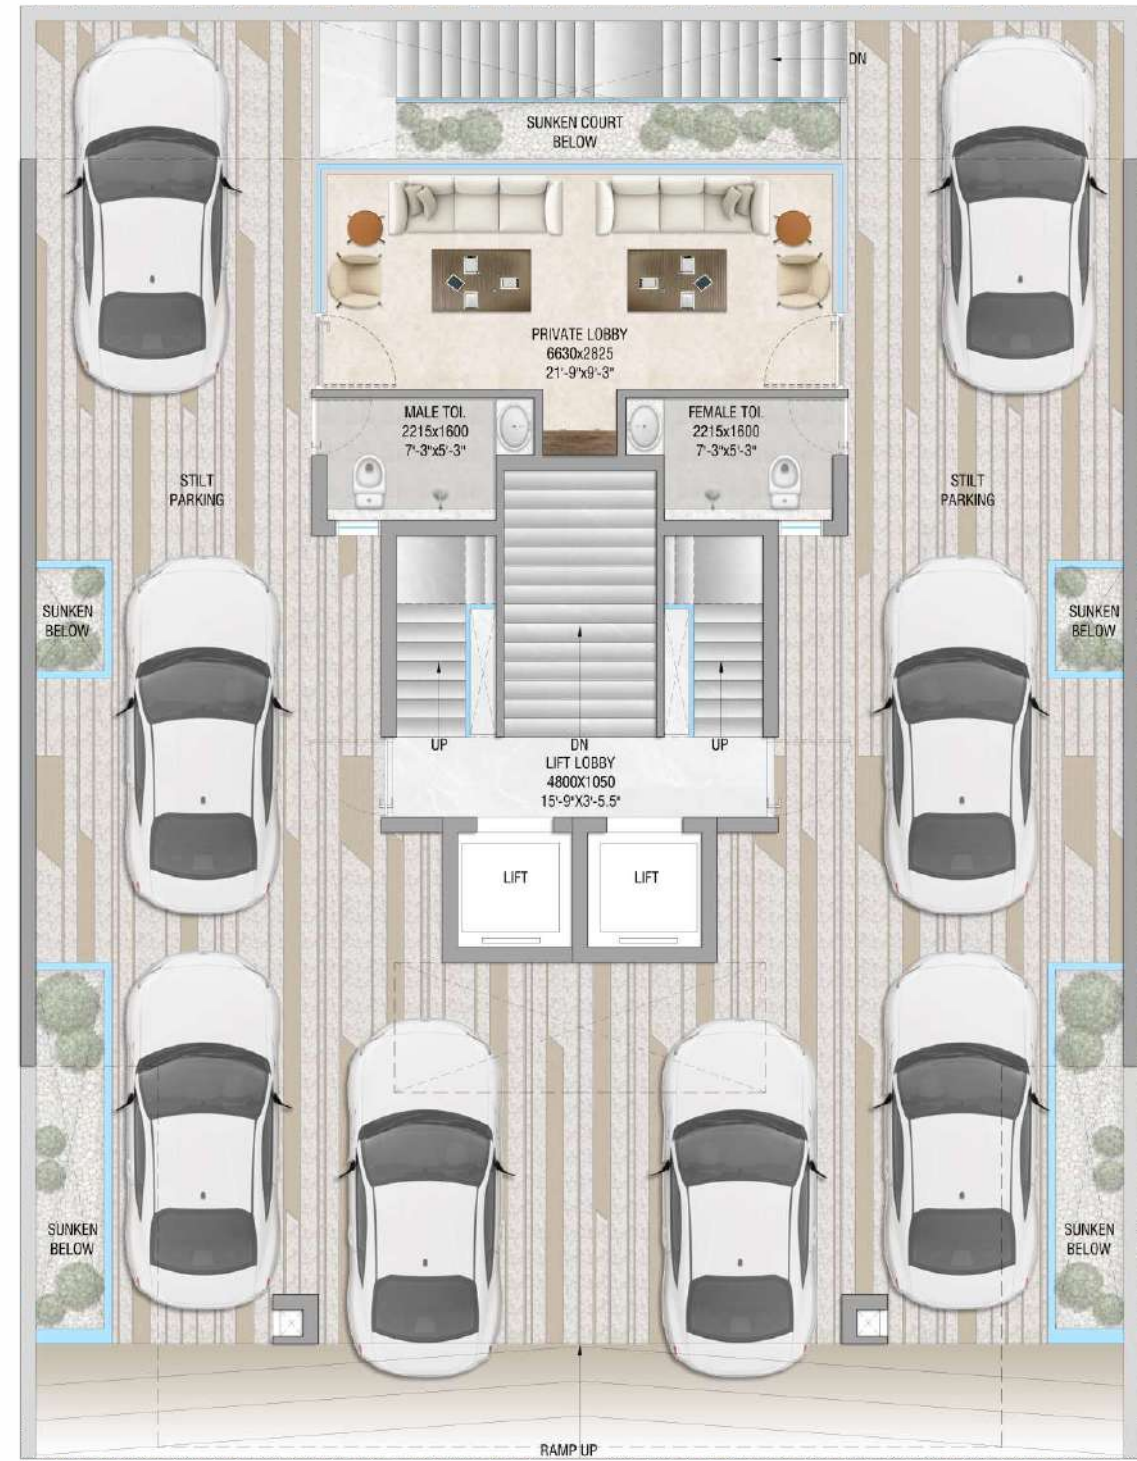 DN
SUNKEN COURT
BELOW
PRIVATE LOBBY
6630x2825
21'-9"x9'-3"
MALE TOI.
2215x1600
7'-3"x5'-3"
FEMALE TOI.
2215x1600
7'-3"x5'-3"
STILT
PARKING
STILT
PARKING
SUNKEN
BELOW
SUNKEN
BELOW
UP
DN
UP
LIFT LOBBY
4800X1050
15'-9"X3'-5.5"
LIFT
LIFT
SUNKEN
BELOW
SUNKEN
BELOW
RAMP UP